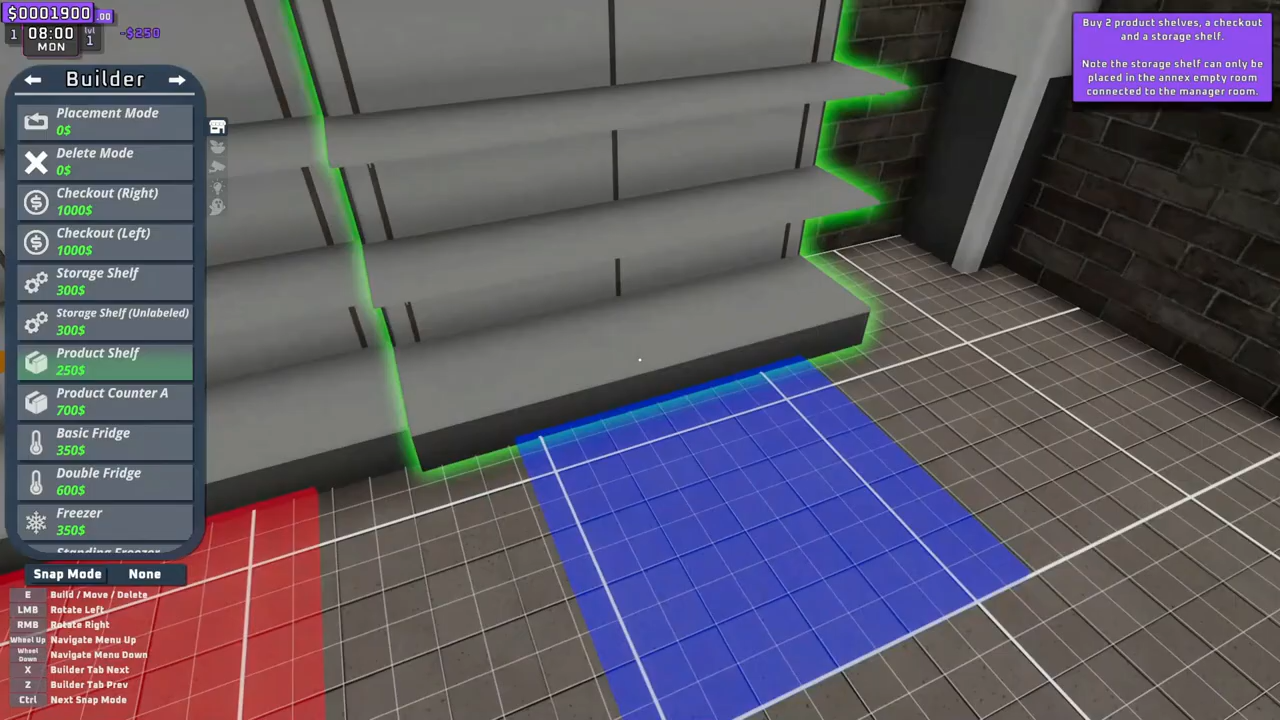 $0001900.00
1 08:00 lvl
MON 1
-$250
Buy 2 product shelves, a checkout
and a storage shelf.
Note the storage shelf can only be
placed in the annex empty room
connected to the manager room.
Builder
Placement Mode
0$
Delete Mode
0$
Checkout (Right)
1000$
Checkout (Left)
1000$
Storage Shelf
300$
Storage Shelf (Unlabeled)
300$
Product Shelf
250$
Product Counter A
700$
Basic Fridge
350$
Double Fridge
600$
Freezer
350$
Standing Freezer
Snap Mode None
E Build / Move / Delete
LMB Rotate Left
RMB Rotate Right
Wheel Up Navigate Menu Up
Wheel Down Navigate Menu Down
X Builder Tab Next
Z Builder Tab Prev
Ctrl Next Snap Mode